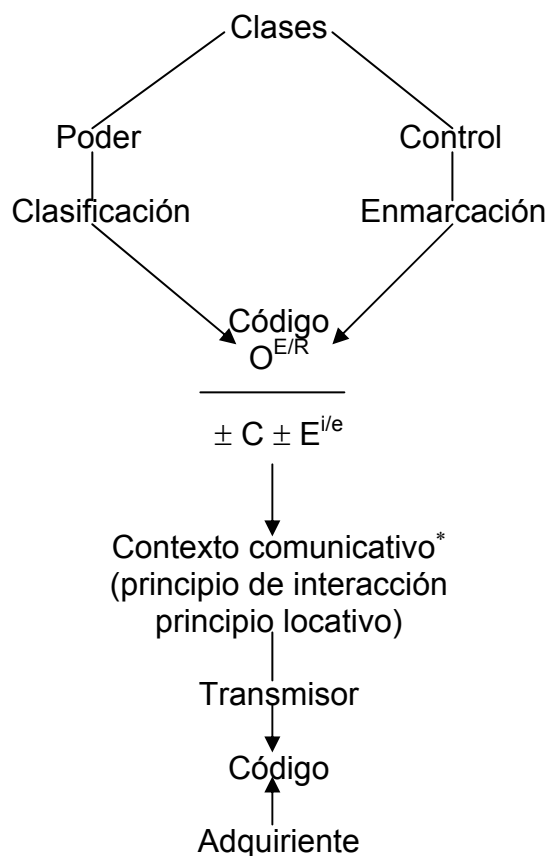 Clases
Poder Control
Clasificación Enmarcación
Código
O^E/R
± C ± E^i/e
Contexto comunicativo*
(principio de interacción
principio locativo)
Transmisor
Código
Adquiriente